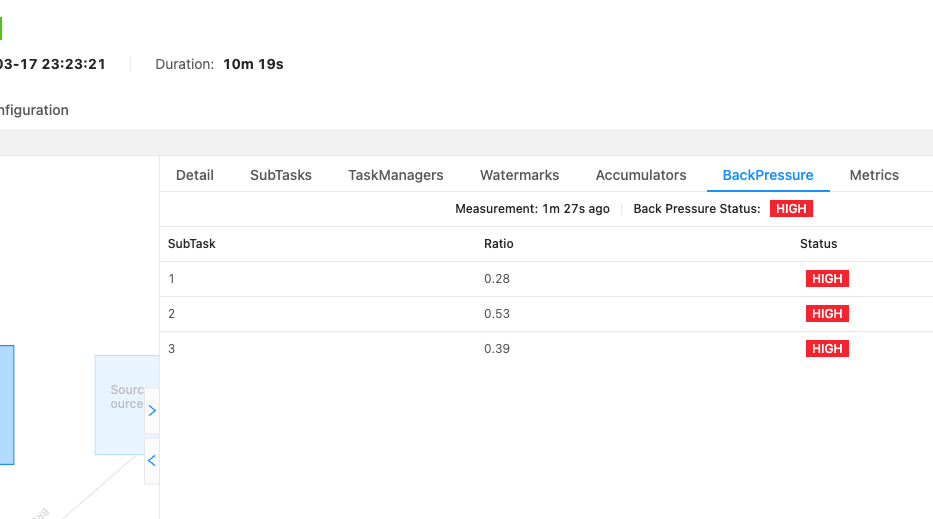 03-17 23:23:21 Duration: 10m 19s
nfiguration
Detail SubTasks TaskManagers Watermarks Accumulators BackPressure Metrics
Measurement: 1m 27s ago Back Pressure Status: HIGH
SubTask Ratio Status
1 0.28 HIGH
2 0.53 HIGH
3 0.39 HIGH
Sourc
ource
BRO